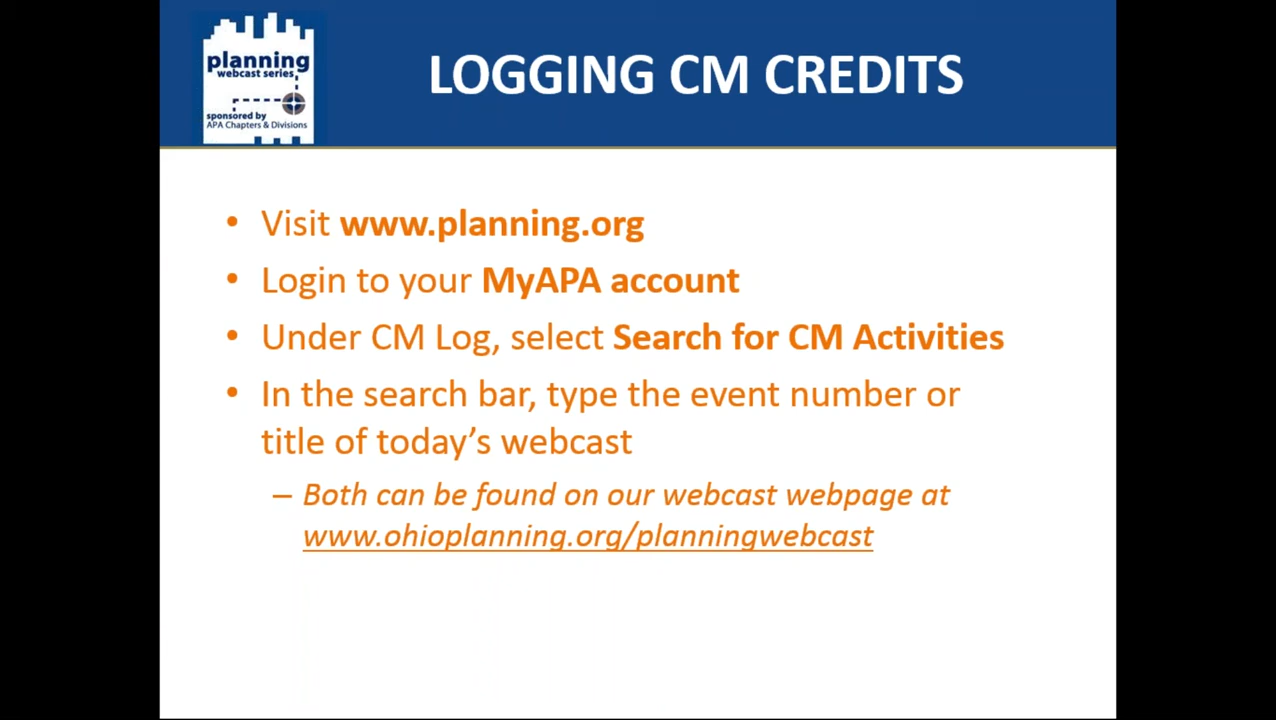 planning
webcast series
sponsored by
APA Chapters & Divisions
LOGGING CM CREDITS
• Visit www.planning.org
• Login to your MyAPA account
• Under CM Log, select Search for CM Activities
• In the search bar, type the event number or
title of today’s webcast
– Both can be found on our webcast webpage at
www.ohioplanning.org/planningwebcast